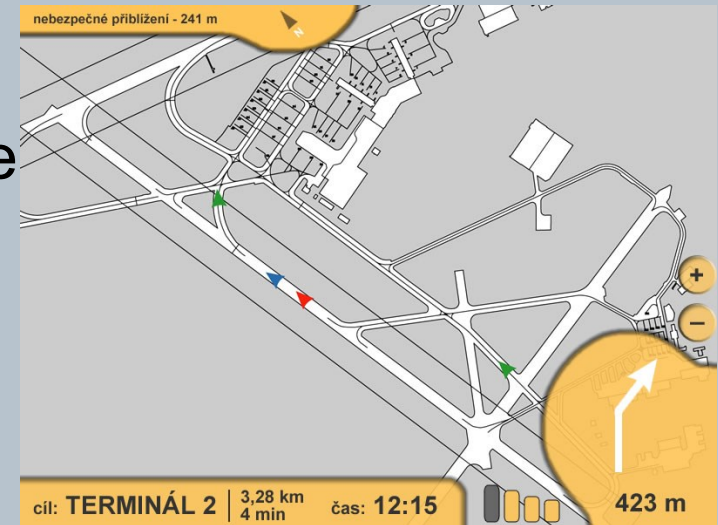 nebezpečné přiblížení - 241 m
N
e
+
−
cíl: TERMINÁL 2
3,28 km
4 min
čas: 12:15
423 m